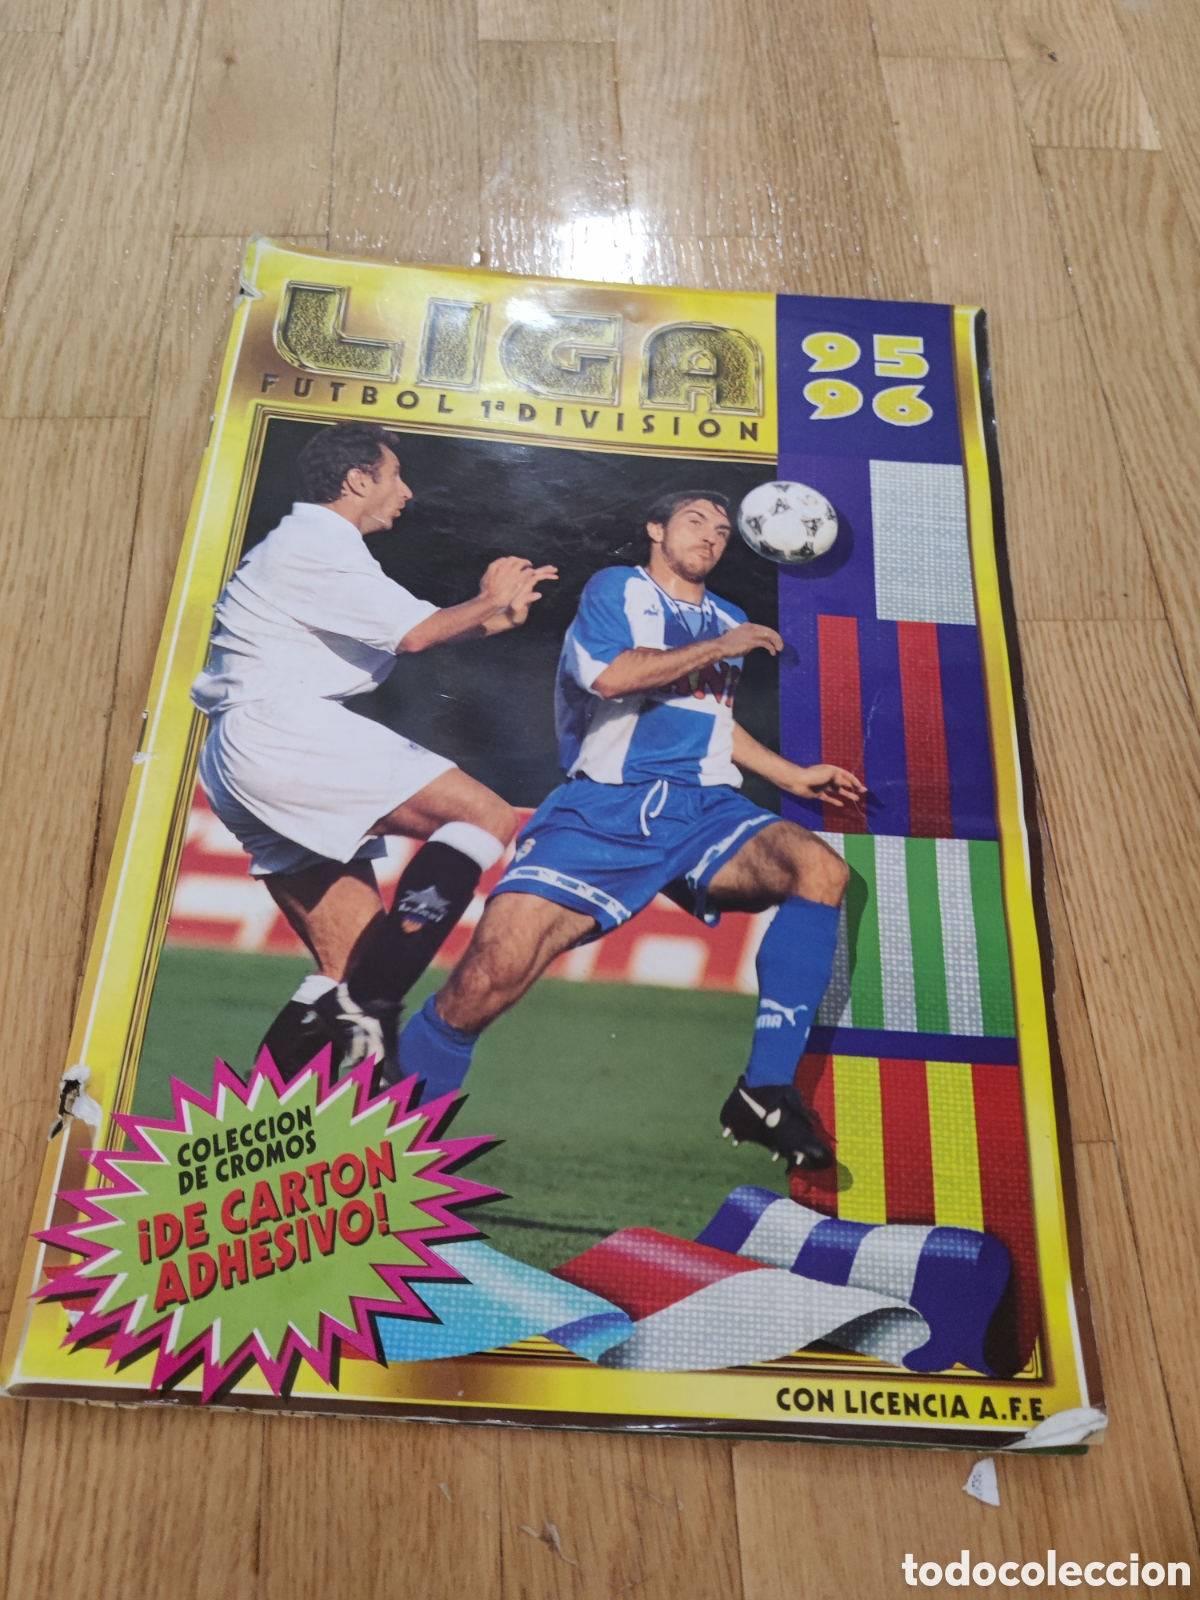 LIGA
FUTBOL 1ª DIVISION
95
96
COLECCION
DE CROMOS
¡DE CARTON
ADHESIVO!
CON LICENCIA A.F.E.
todocoleccion